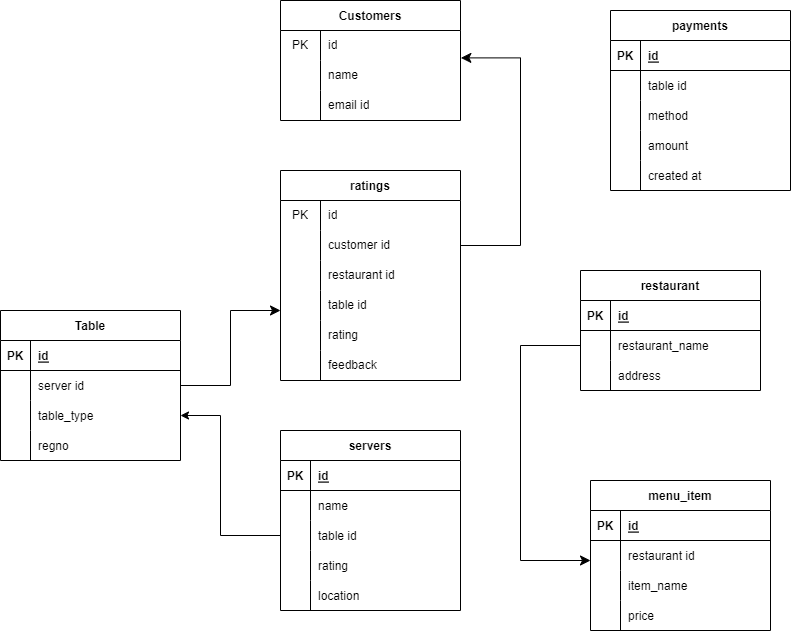 Customers
PK id
name
email id
payments
PK id
table id
method
amount
created at
ratings
PK id
customer id
restaurant id
table id
rating
feedback
restaurant
PK id
restaurant_name
address
Table
PK id
server id
table_type
regno
servers
PK id
name
table id
rating
location
menu_item
PK id
restaurant id
item_name
price